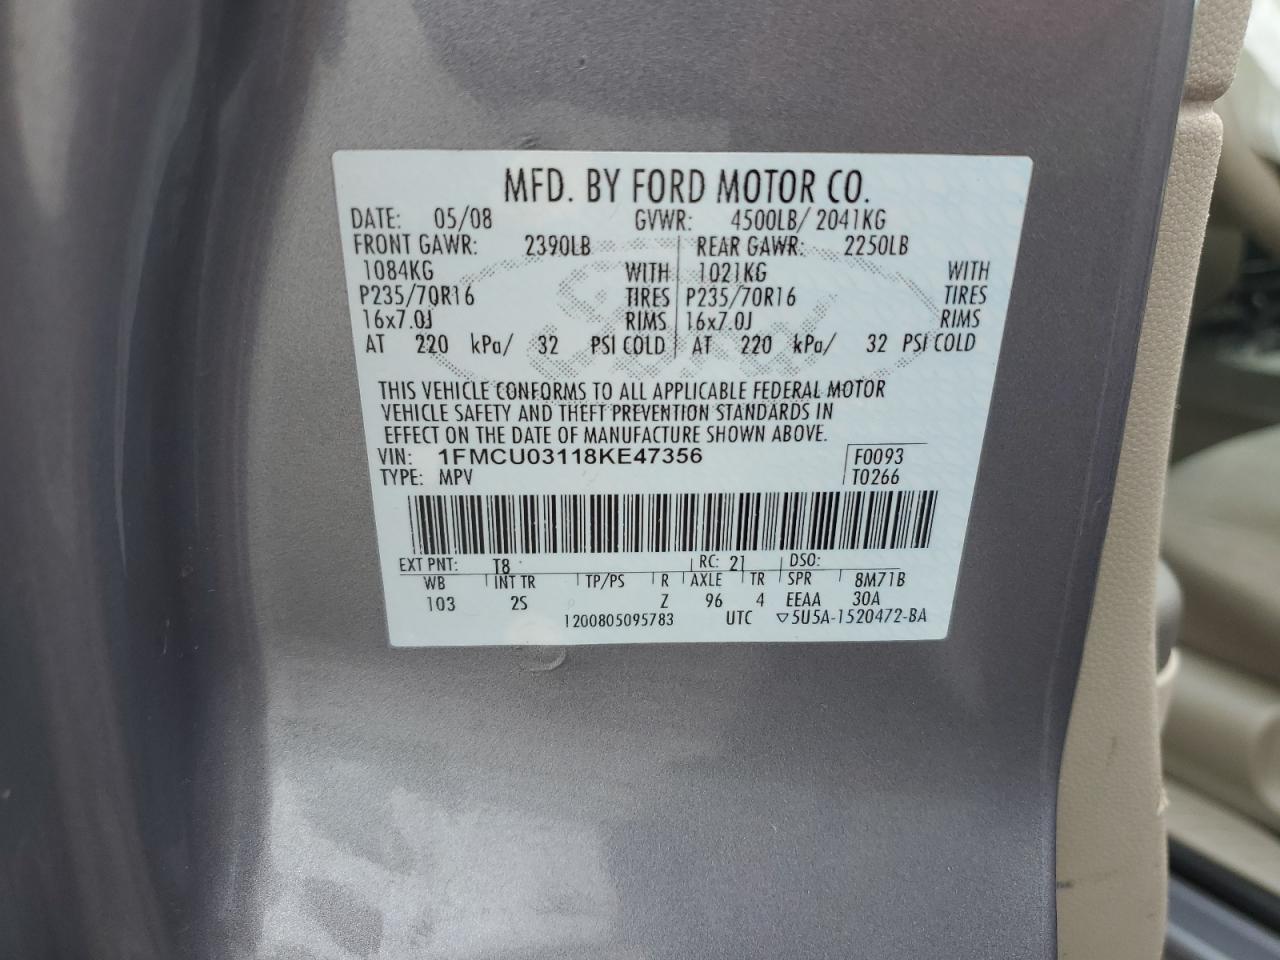 MFD. BY FORD MOTOR CO.
DATE: 05/08 GVWR: 4500LB/ 2041KG
FRONT GAWR: 2390LB REAR GAWR: 2250LB
1084KG WITH 1021KG WITH
P235/70R16 TIRES P235/70R16 TIRES
16x7.0J RIMS 16x7.0J RIMS
AT 220 kPa/ 32 PSI COLD AT 220 kPa/ 32 PSI COLD
THIS VEHICLE CONFORMS TO ALL APPLICABLE FEDERAL MOTOR
VEHICLE SAFETY AND THEFT PREVENTION STANDARDS IN
EFFECT ON THE DATE OF MANUFACTURE SHOWN ABOVE.
VIN: 1FMCU03118KE47356 F0093
TYPE: MPV T0266
EXT PNT: T8 RC: 21 DSO:
WB INT TR TP/PS R AXLE TR SPR 8M71B
103 2S Z 96 4 EEAA 30A
1200805095783 UTC ▽5U5A-1520472-BA